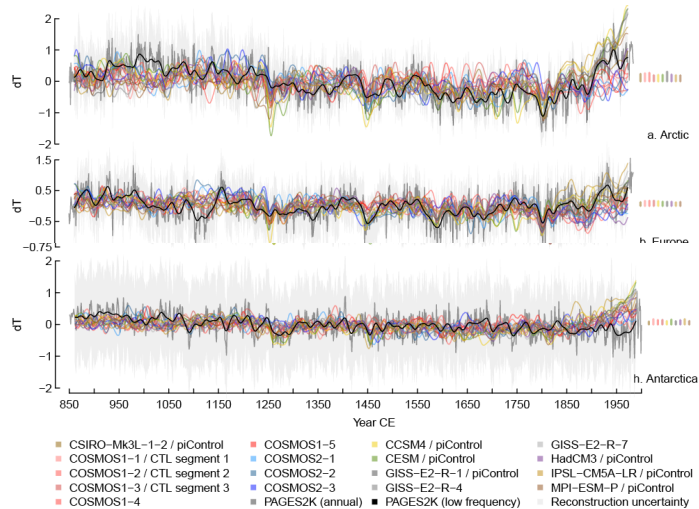 2
1
0
−1
−2
dT
a. Arctic
1.5
0.5
−0.5
−0.75
dT
b. Europe
2
1
0
−1
−2
dT
h. Antarctica
850 950 1050 1150 1250 1350 1450 1550 1650 1750 1850 1950
Year CE
CSIRO−Mk3L−1−2 / piControl COSMOS1−5 CCSM4 / piControl GISS−E2−R−7
COSMOS1−1 / CTL segment 1 COSMOS2−1 CESM / piControl HadCM3 / piControl
COSMOS1−2 / CTL segment 2 COSMOS2−2 GISS−E2−R−1 / piControl IPSL−CM5A−LR / piControl
COSMOS1−3 / CTL segment 3 COSMOS2−3 GISS−E2−R−4 MPI−ESM−P / piControl
COSMOS1−4 PAGES2K (annual) PAGES2K (low frequency) Reconstruction uncertainty